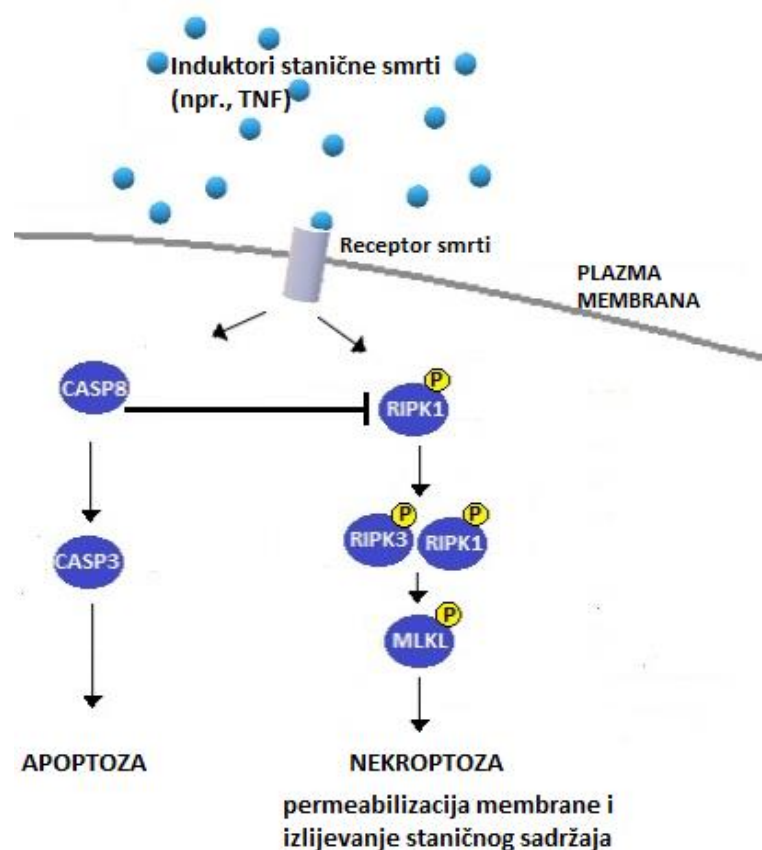 Induktori stanične smrti
(npr., TNF)
Receptor smrti
PLAZMA
MEMBRANA
CASP8
P
RIPK1
P
RIPK3
P
RIPK1
CASP3
P
MLKL
APOPTOZA
NEKROPTOZA
permeabilizacija membrane i
izlijevanje staničnog sadržaja